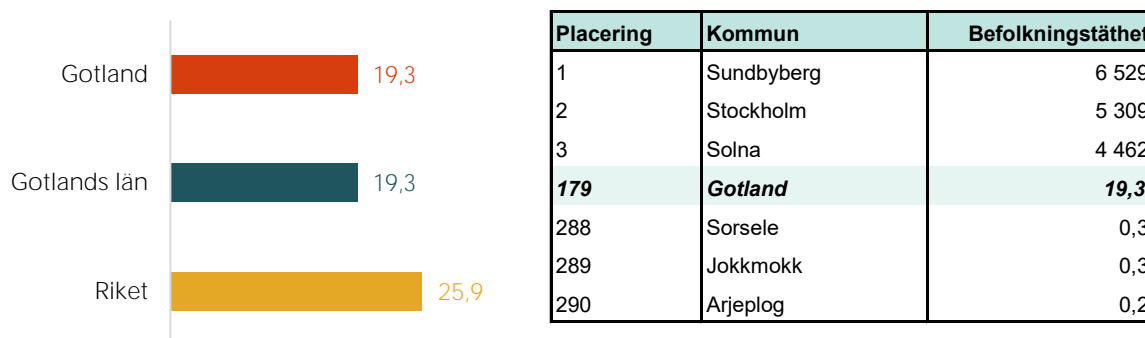 Gotland 19,3
Gotlands län 19,3
Riket 25,9
Placering Kommun Befolkningstäthet
1 Sundbyberg 6 529
2 Stockholm 5 309
3 Solna 4 462
179 Gotland 19,3
288 Sorsele 0,3
289 Jokkmokk 0,3
290 Arjeplog 0,2